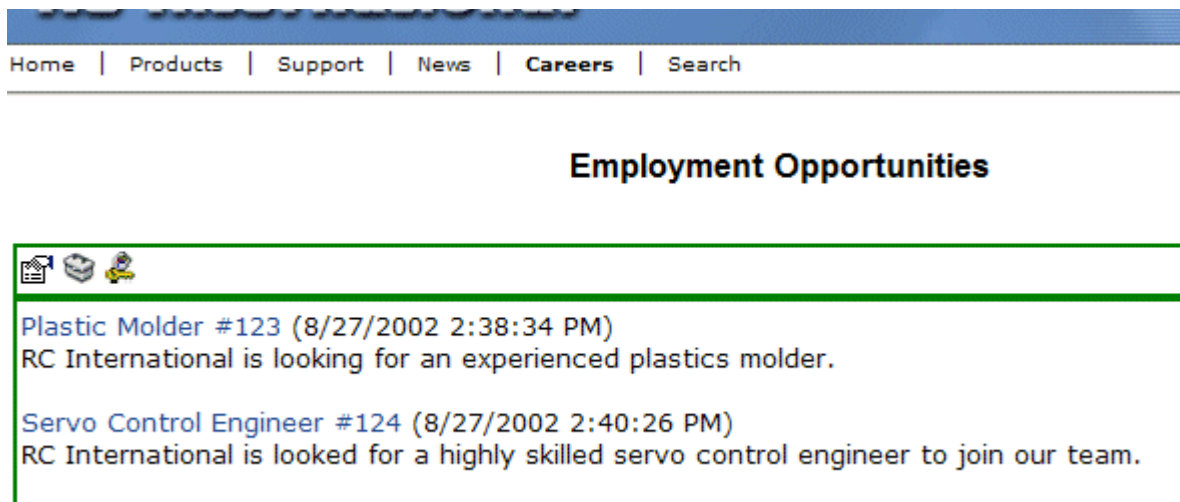 Home | Products | Support | News | Careers | Search
Employment Opportunities
Plastic Molder #123 (8/27/2002 2:38:34 PM)
RC International is looking for an experienced plastics molder.
Servo Control Engineer #124 (8/27/2002 2:40:26 PM)
RC International is looked for a highly skilled servo control engineer to join our team.